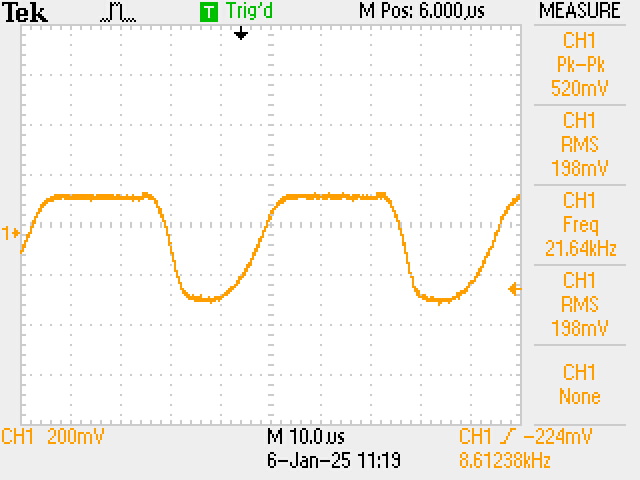 Tek T Trig'd M Pos: 6.000µs MEASURE
CH1
Pk-Pk
520mV
CH1
RMS
198mV
CH1
Freq
21.64kHz
CH1
RMS
198mV
CH1
None
1
CH1 200mV M 10.0µs CH1 -224mV
6-Jan-25 11:19 8.61238kHz